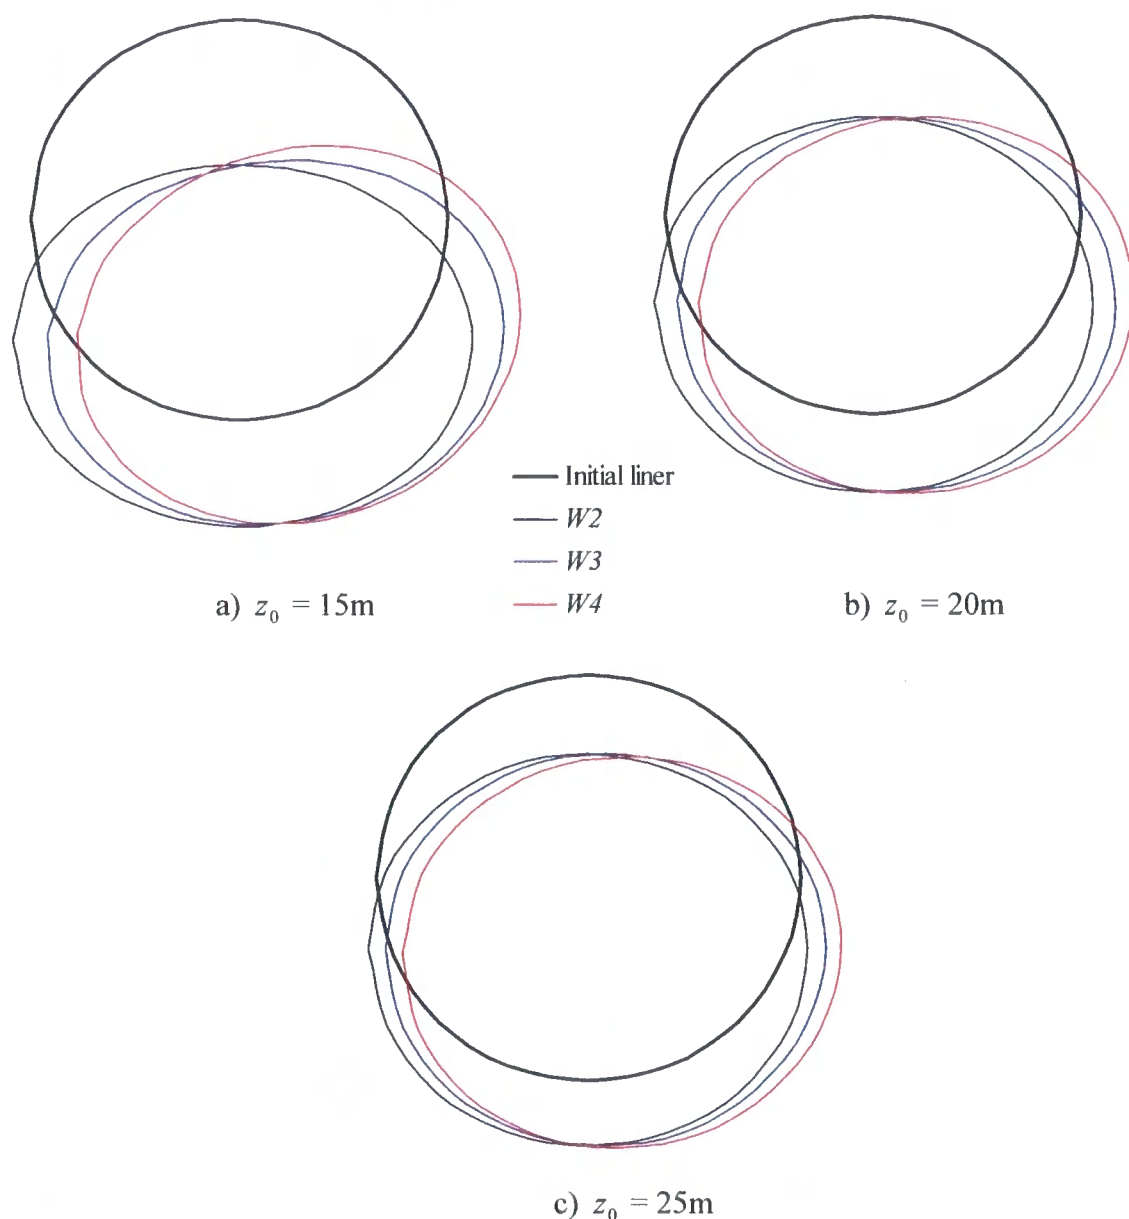 Initial liner
W2
W3
W4
a) z₀ = 15m
b) z₀ = 20m
c) z₀ = 25m